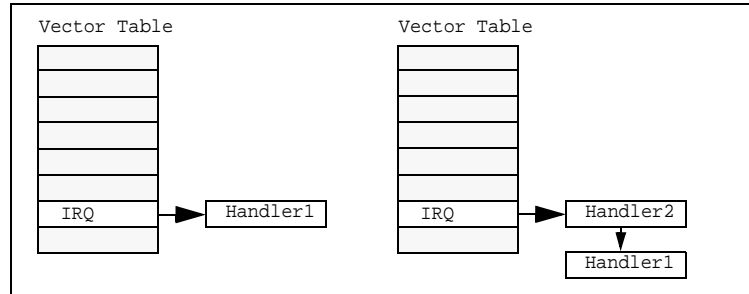 Vector Table
IRQ
Handler1
Vector Table
IRQ
Handler2
Handler1